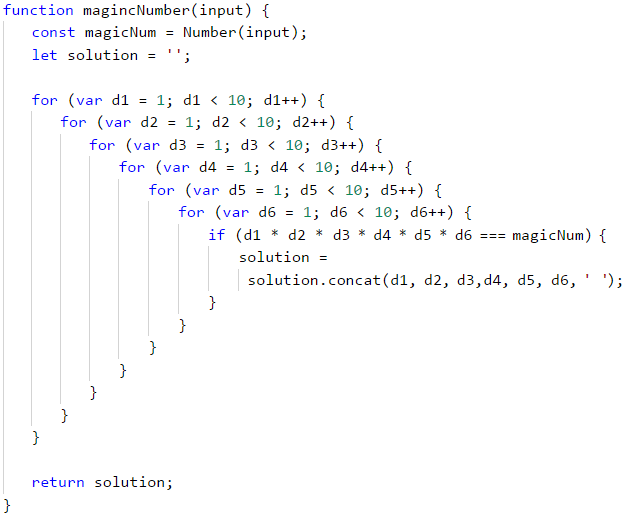 function magincNumber(input) {
const magicNum = Number(input);
let solution = '';
for (var d1 = 1; d1 < 10; d1++) {
for (var d2 = 1; d2 < 10; d2++) {
for (var d3 = 1; d3 < 10; d3++) {
for (var d4 = 1; d4 < 10; d4++) {
for (var d5 = 1; d5 < 10; d5++) {
for (var d6 = 1; d6 < 10; d6++) {
if (d1 * d2 * d3 * d4 * d5 * d6 === magicNum) {
solution =
solution.concat(d1, d2, d3,d4, d5, d6, ' ');
}
}
}
}
}
}
}
return solution;
}